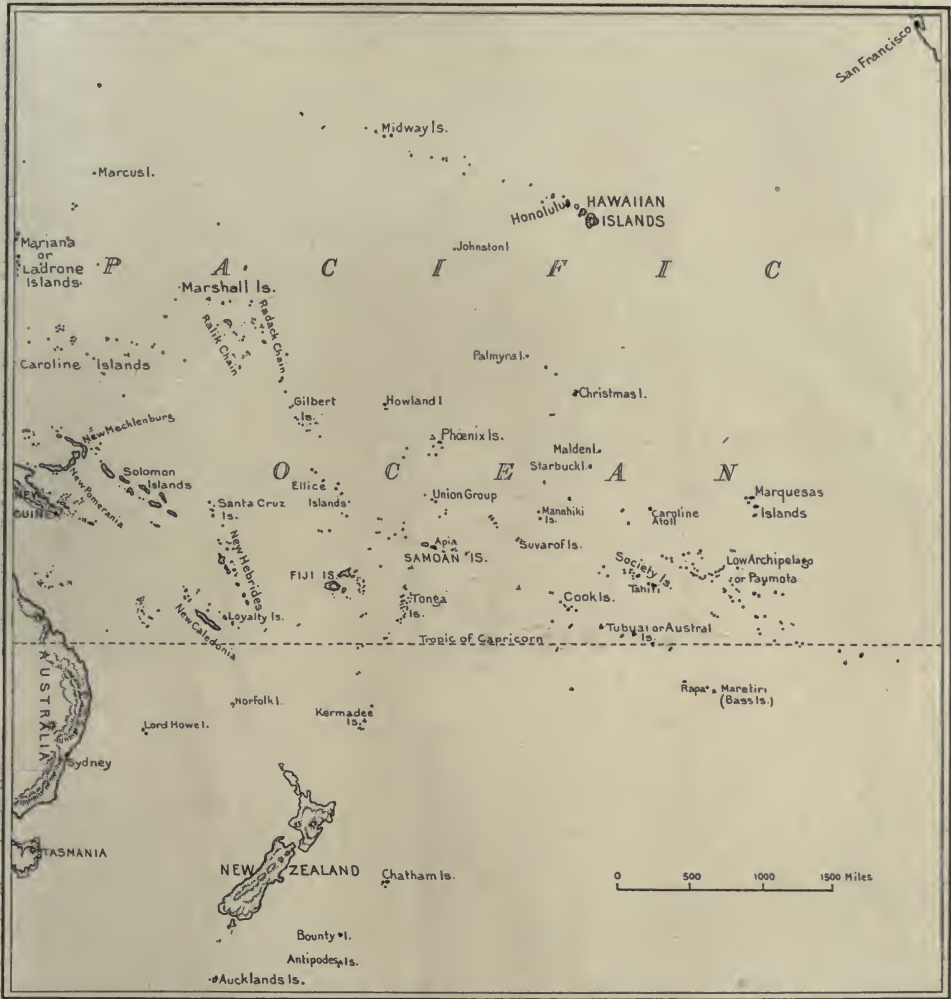 San Francisco
Midway Is.
Marcus I.
Honolulu
HAWAIIAN
ISLANDS
Mariana
or
Ladrone
Islands.
Johnston I
P A C I F I C
Marshall Is.
Ralik Chain
Radack Chain
Palmyra I.
Caroline Islands
Christmas I.
Gilbert
Is.
Howland I
New Mecklenburg
Phœnix Is.
Malden I.
Starbuck I.
O C E A N
Solomon
Islands
New Pomerania
NEW
GUINEA
Ellice
Islands
Santa Cruz
Is.
Union Group
Manahiki
Is.
Caroline
Atoll
Marquesas
Islands
New Hebrides
Apia
SAMOAN IS.
Suvarof Is.
Society Is.
Tahiti
Low Archipelago
or Paumota
FIJI IS.
Tonga
Is.
Cook Is.
Loyalty Is.
New Caledonia
Tubuai or Austral
Is.
Tropic of Capricorn
AUSTRALIA
Rapa
Maretiri
(Bass Is.)
Norfolk I.
Kermadec
Is.
Lord Howe I.
Sydney
TASMANIA
NEW ZEALAND
Chatham Is.
0 500 1000 1500 Miles
Bounty I.
Antipodes Is.
Aucklands Is.